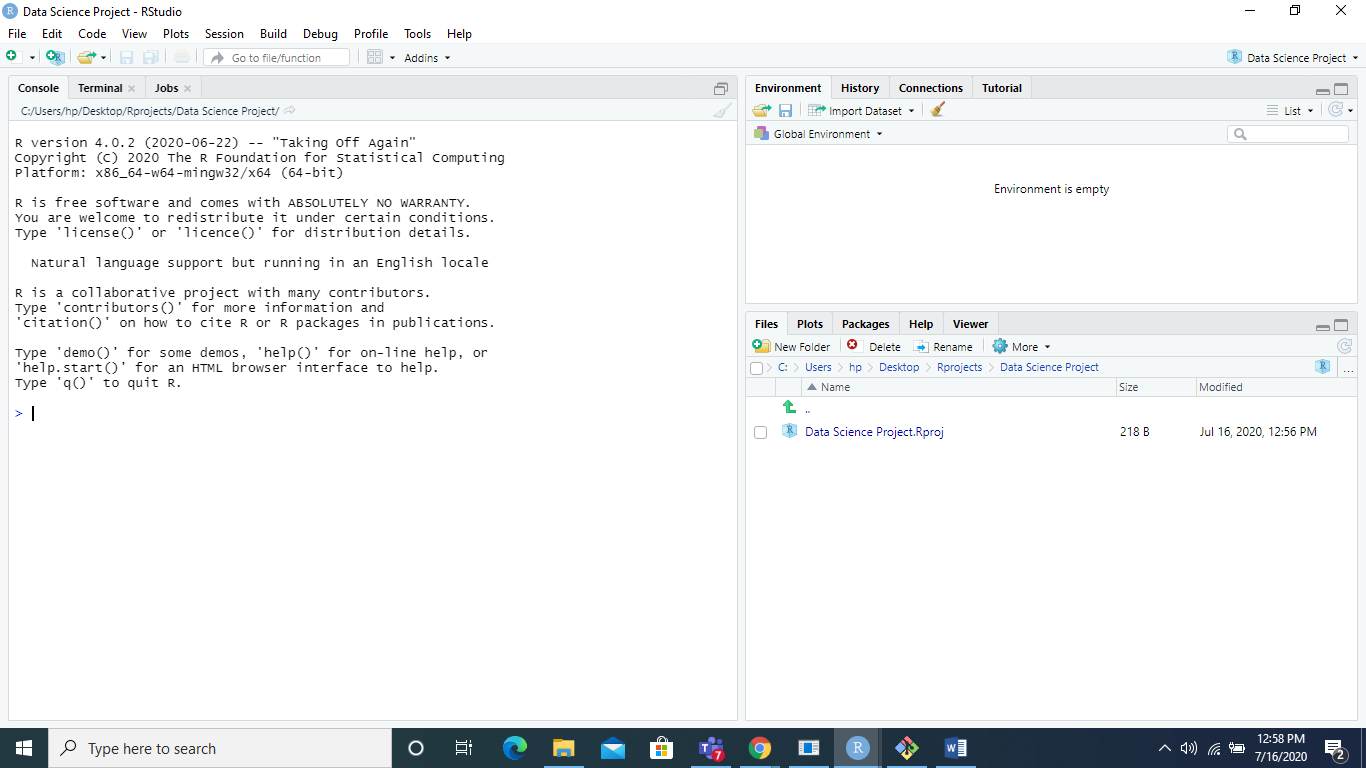 Data Science Project - RStudio
File Edit Code View Plots Session Build Debug Profile Tools Help
Go to file/function Addins Data Science Project
Console Terminal Jobs
C:/Users/hp/Desktop/Rprojects/Data Science Project/
R version 4.0.2 (2020-06-22) -- "Taking Off Again"
Copyright (C) 2020 The R Foundation for Statistical Computing
Platform: x86_64-w64-mingw32/x64 (64-bit)
R is free software and comes with ABSOLUTELY NO WARRANTY.
You are welcome to redistribute it under certain conditions.
Type 'license()' or 'licence()' for distribution details.
Natural language support but running in an English locale
R is a collaborative project with many contributors.
Type 'contributors()' for more information and
'citation()' on how to cite R or R packages in publications.
Type 'demo()' for some demos, 'help()' for on-line help, or
'help.start()' for an HTML browser interface to help.
Type 'q()' to quit R.
>
Environment History Connections Tutorial
Import Dataset List
Global Environment
Environment is empty
Files Plots Packages Help Viewer
New Folder Delete Rename More
C: Users hp Desktop Rprojects Data Science Project ...
Name Size Modified
..
Data Science Project.Rproj 218 B Jul 16, 2020, 12:56 PM
Type here to search
7
12:58 PM
7/16/2020
2